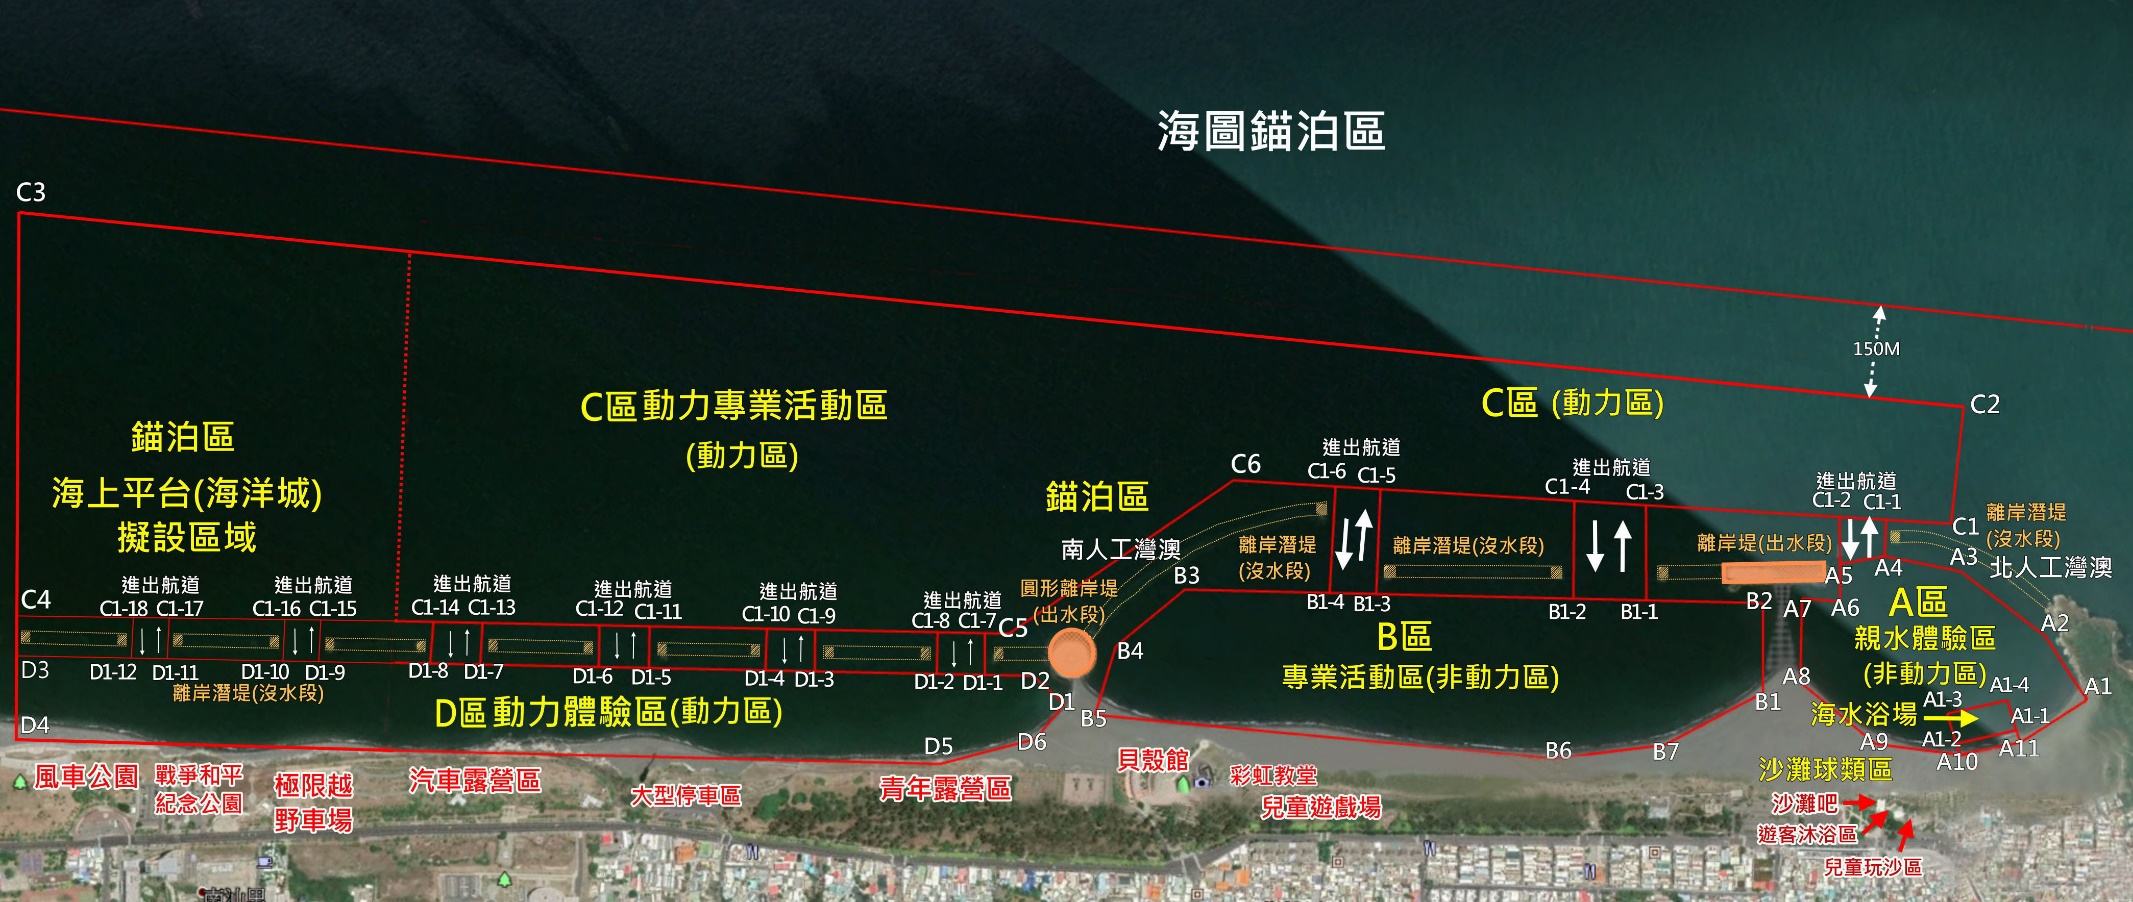 海圖錨泊區
C3
150M
C2
C區動力專業活動區
(動力區)
C區 (動力區)
錨泊區
海上平台(海洋城)
擬設區域
錨泊區
C6
進出航道
C1-6 C1-5
進出航道
C1-4 C1-3
進出航道
C1-2 C1-1
C1
離岸潛堤
(沒水段)
A3
北人工灣澳
A4
A5
A6
A2
南人工灣澳
B3
離岸潛堤
(沒水段)
離岸潛堤(沒水段)
離岸堤(出水段)
B1-4 B1-3
B1-2 B1-1
B2
A7
圓形離岸堤
(出水段)
C4
進出航道
C1-18 C1-17
進出航道
C1-16 C1-15
進出航道
C1-14 C1-13
進出航道
C1-12 C1-11
進出航道
C1-10 C1-9
進出航道
C1-8 C1-7
C5
D3
D1-12 D1-11
D1-10 D1-9
D1-8 D1-7
D1-6 D1-5
D1-4 D1-3
D1-2 D1-1
D2
D1
離岸潛堤(沒水段)
D區動力體驗區(動力區)
D4
D5
D6
B4
B5
B區
專業活動區(非動力區)
B6
B7
B1
A8
A區
親水體驗區
(非動力區)
A1-3
A1-4
A1
海水浴場
A1-1
A1-2
A9
A10
A11
沙灘球類區
風車公園
戰爭和平
紀念公園
極限越
野車場
汽車露營區
大型停車區
青年露營區
貝殼館
彩虹教堂
兒童遊戲場
沙灘吧
遊客沐浴區
兒童玩沙區